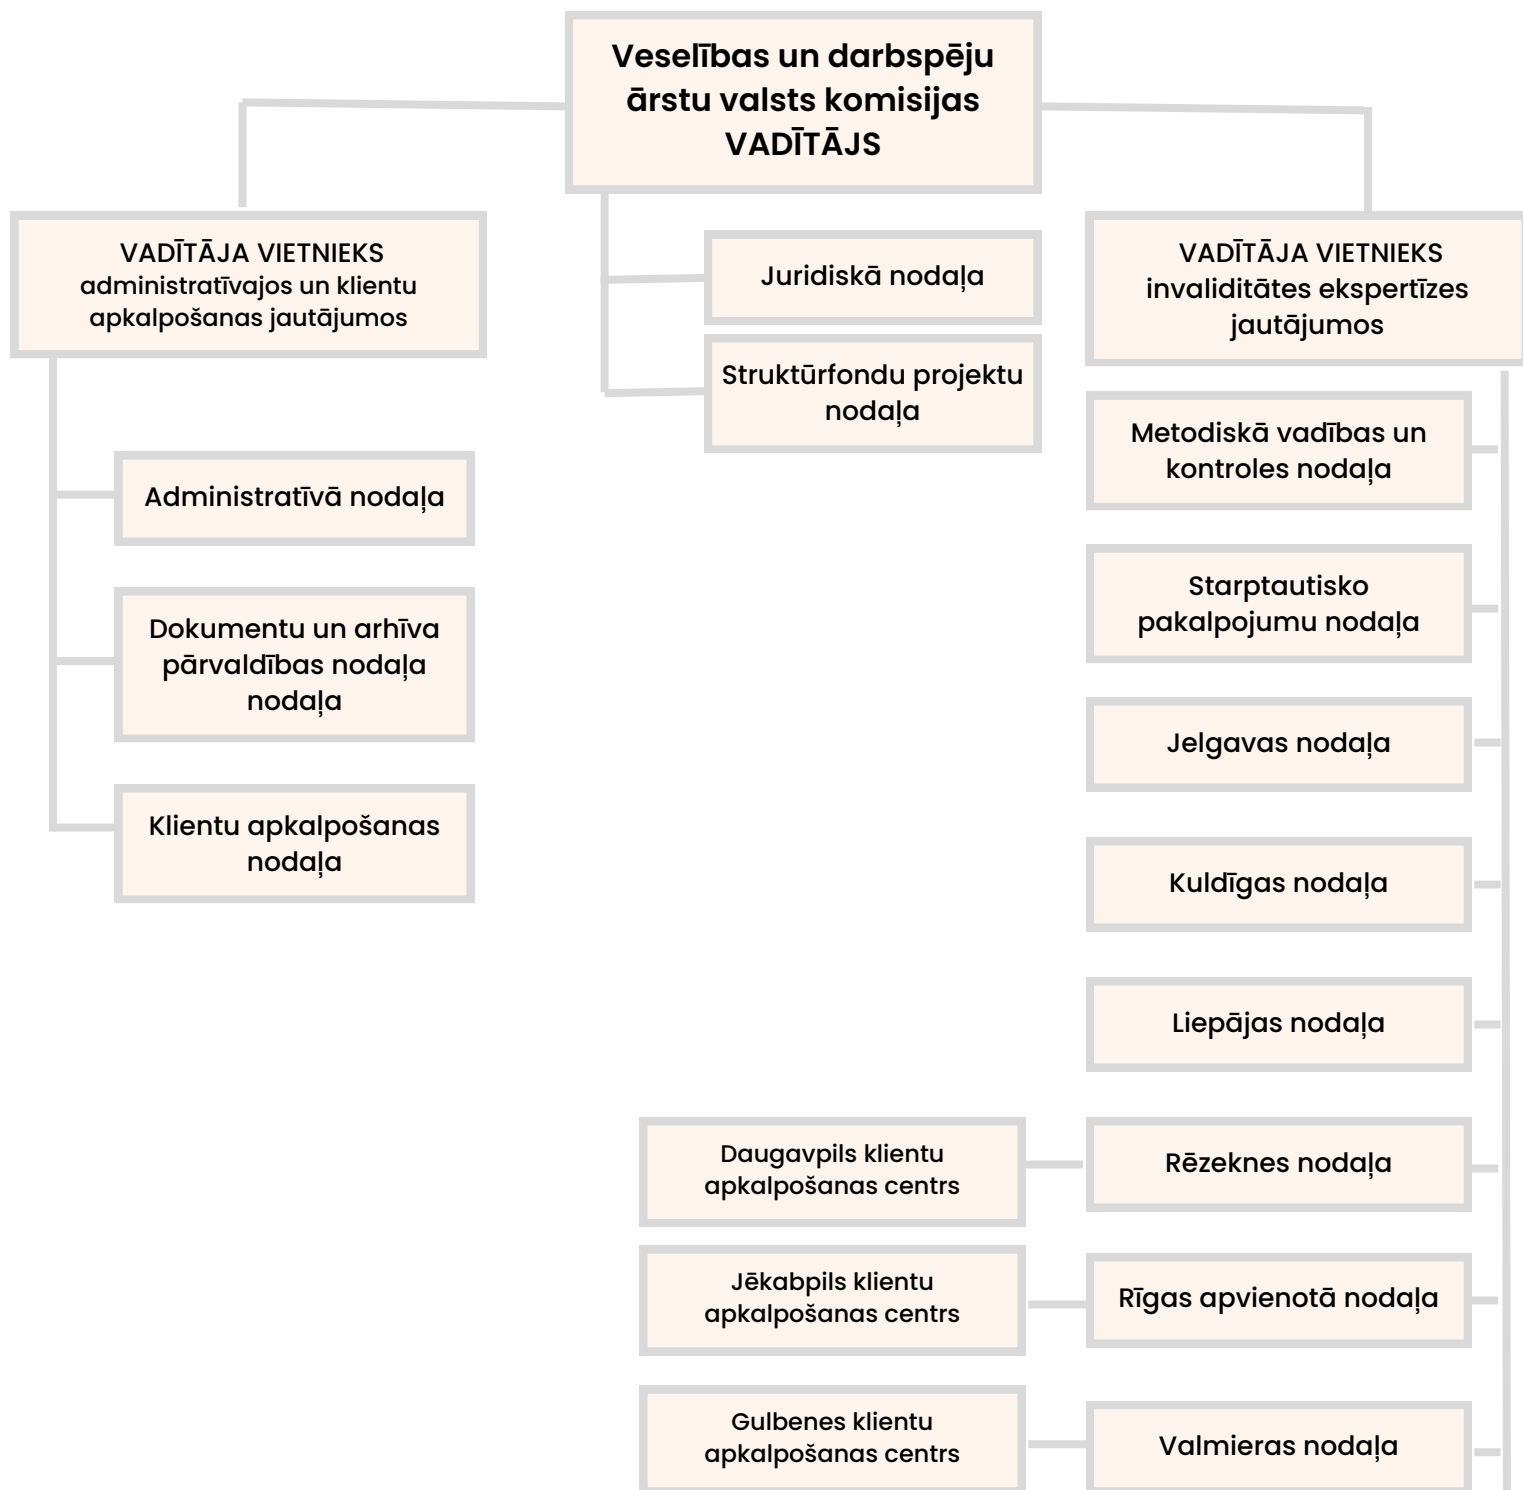 Veselības un darbspēju
ārstu valsts komisijas
VADĪTĀJS
VADĪTĀJA VIETNIEKS
administratīvajos un klientu
apkalpošanas jautājumos
Administratīvā nodaļa
Dokumentu un arhīva
pārvaldības nodaļa
nodaļa
Klientu apkalpošanas
nodaļa
Juridiskā nodaļa
Struktūrfondu projektu
nodaļa
VADĪTĀJA VIETNIEKS
invaliditātes ekspertīzes
jautājumos
Metodiskā vadības un
kontroles nodaļa
Starptautisko
pakalpojumu nodaļa
Jelgavas nodaļa
Kuldīgas nodaļa
Liepājas nodaļa
Daugavpils klientu
apkalpošanas centrs
Rēzeknes nodaļa
Jēkabpils klientu
apkalpošanas centrs
Rīgas apvienotā nodaļa
Gulbenes klientu
apkalpošanas centrs
Valmieras nodaļa